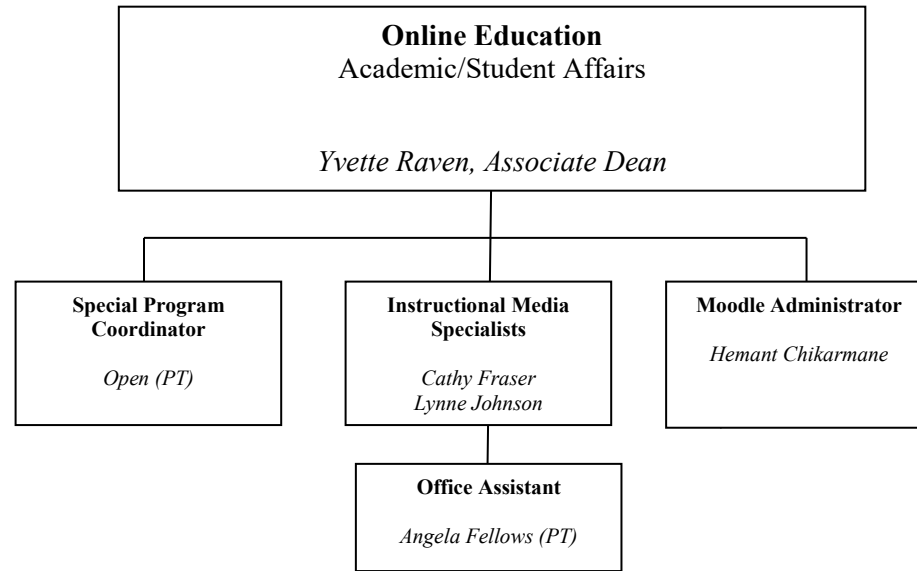 Online Education
Academic/Student Affairs
Yvette Raven, Associate Dean
Special Program
Coordinator
Open (PT)
Instructional Media
Specialists
Cathy Fraser
Lynne Johnson
Moodle Administrator
Hemant Chikarmane
Office Assistant
Angela Fellows (PT)